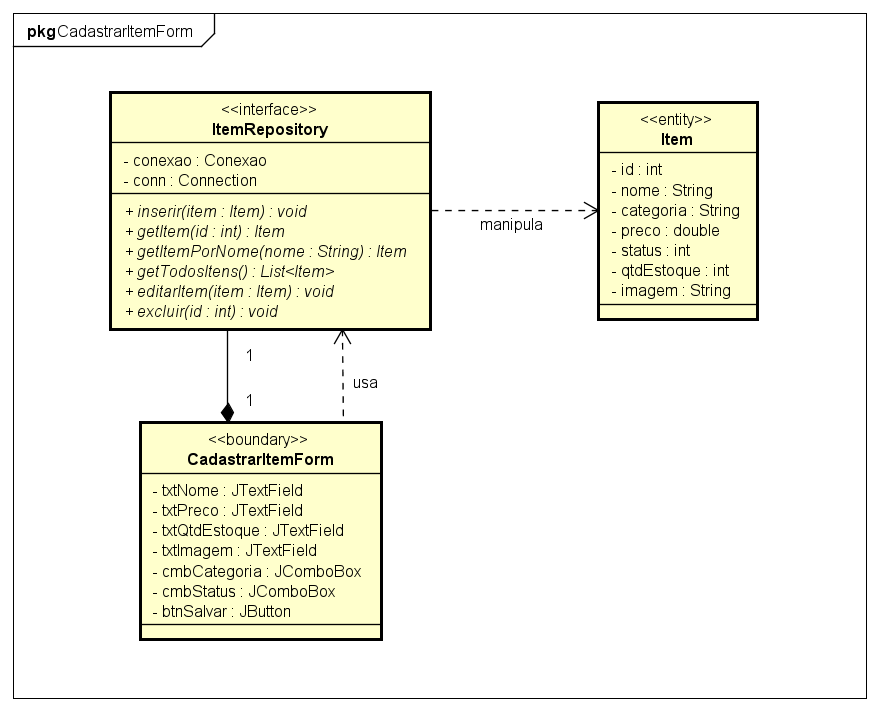 pkg CadastrarItemForm
<<interface>>
ItemRepository
- conexao : Conexao
- conn : Connection
+ inserir(item : Item) : void
+ getItem(id : int) : Item
+ getItemPorNome(nome : String) : Item
+ getTodosItens() : List<Item>
+ editarItem(item : Item) : void
+ excluir(id : int) : void
manipula
<<entity>>
Item
- id : int
- nome : String
- categoria : String
- preco : double
- status : int
- qtdEstoque : int
- imagem : String
1
1
usa
<<boundary>>
CadastrarItemForm
- txtNome : JTextField
- txtPreco : JTextField
- txtQtdEstoque : JTextField
- txtImagem : JTextField
- cmbCategoria : JComboBox
- cmbStatus : JComboBox
- btnSalvar : JButton